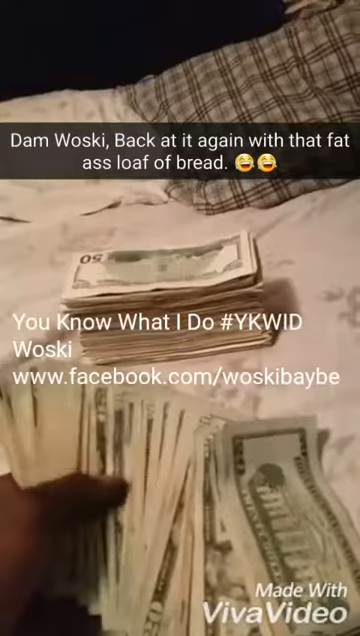 Dam Woski, Back at it again with that fat
ass loaf of bread. 😂😂
50
You Know What I Do #YKWID
Woski
www.facebook.com/woskibaybe
Made With
VivaVideo